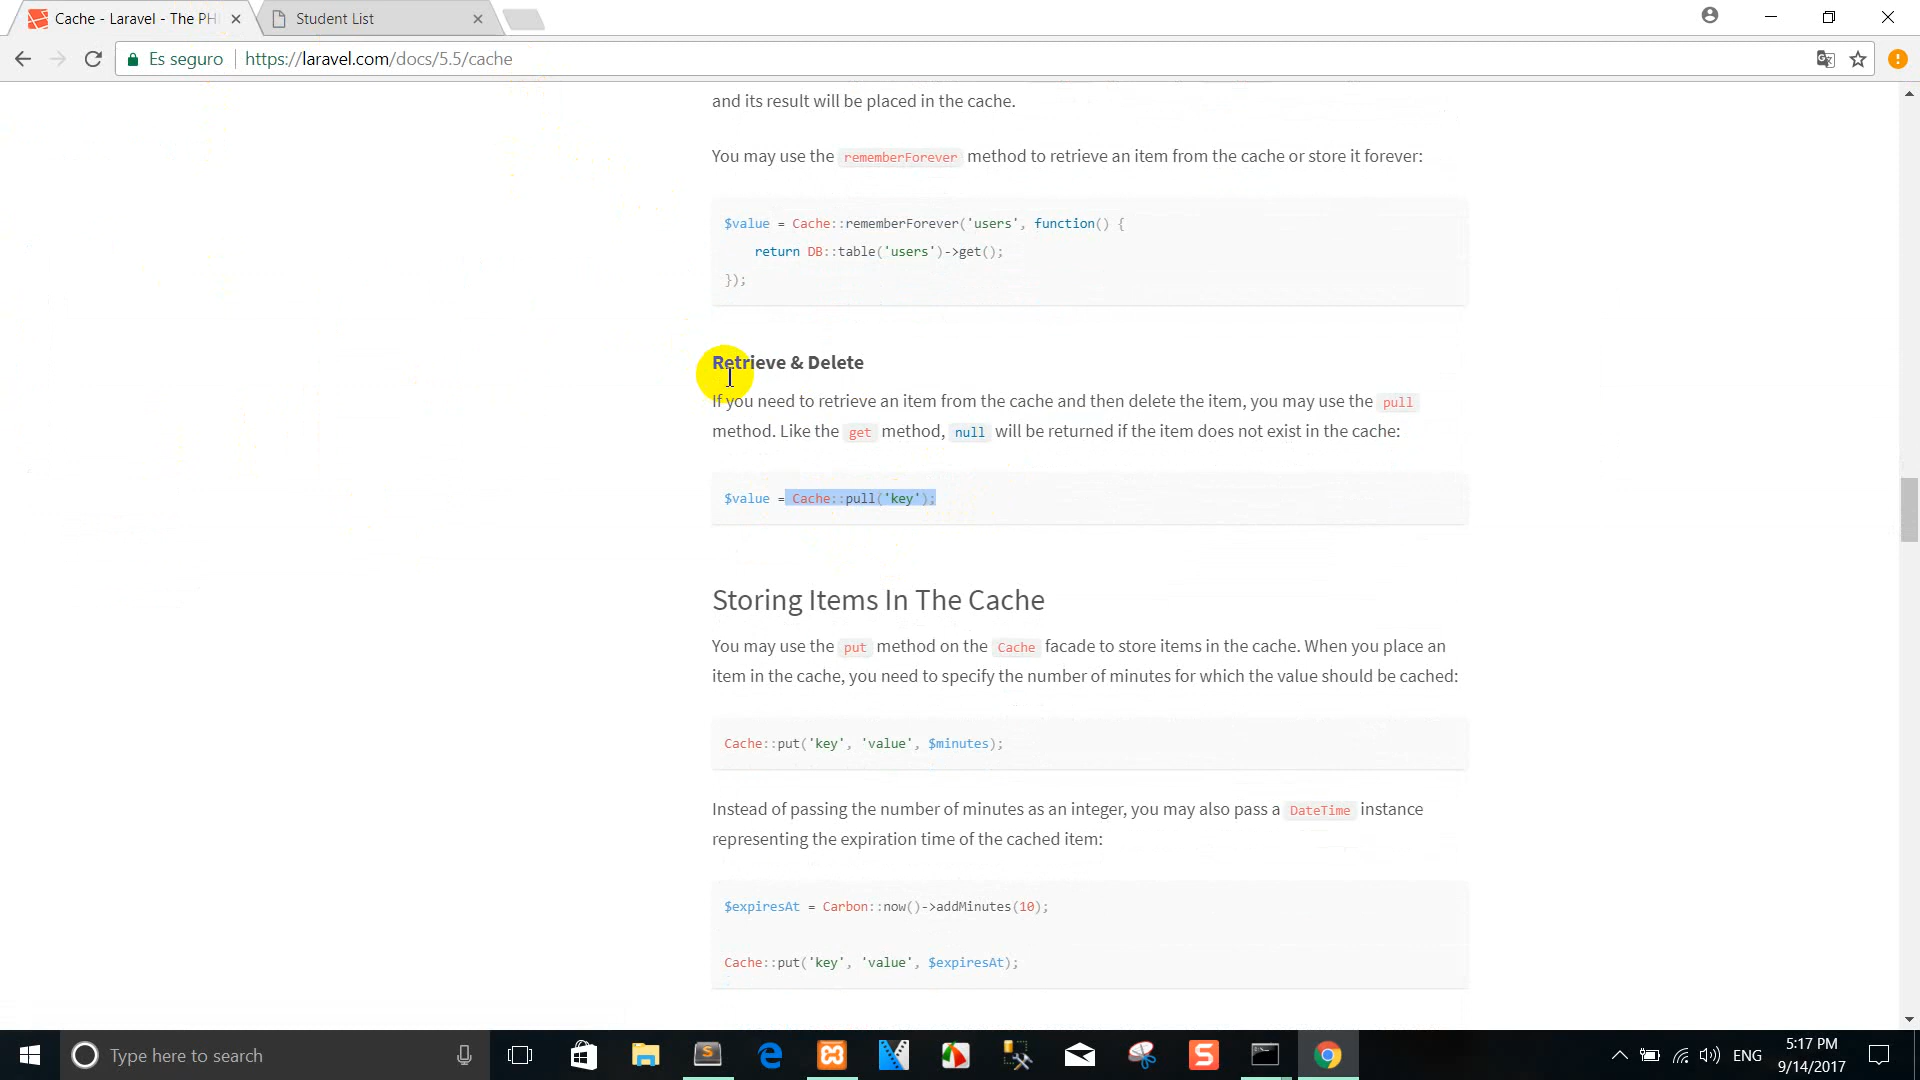 Cache - Laravel - The PH
Student List
Es seguro
https://laravel.com/docs/5.5/cache
and its result will be placed in the cache.
You may use the rememberForever method to retrieve an item from the cache or store it forever:
$value = Cache::rememberForever('users', function() {
return DB::table('users')->get();
});
Retrieve & Delete
If you need to retrieve an item from the cache and then delete the item, you may use the pull
method. Like the get method, null will be returned if the item does not exist in the cache:
$value = Cache::pull('key');
Storing Items In The Cache
You may use the put method on the Cache facade to store items in the cache. When you place an
item in the cache, you need to specify the number of minutes for which the value should be cached:
Cache::put('key', 'value', $minutes);
Instead of passing the number of minutes as an integer, you may also pass a DateTime instance
representing the expiration time of the cached item:
$expiresAt = Carbon::now()->addMinutes(10);
Cache::put('key', 'value', $expiresAt);
Type here to search
ENG
5:17 PM
9/14/2017